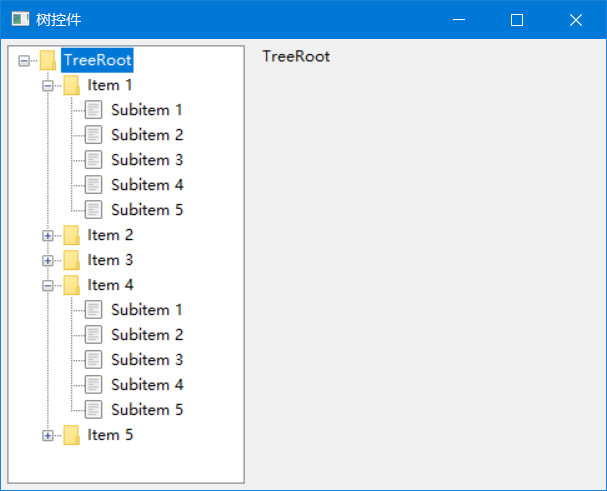 树控件
TreeRoot
Item 1
Subitem 1
Subitem 2
Subitem 3
Subitem 4
Subitem 5
Item 2
Item 3
Item 4
Subitem 1
Subitem 2
Subitem 3
Subitem 4
Subitem 5
Item 5
TreeRoot